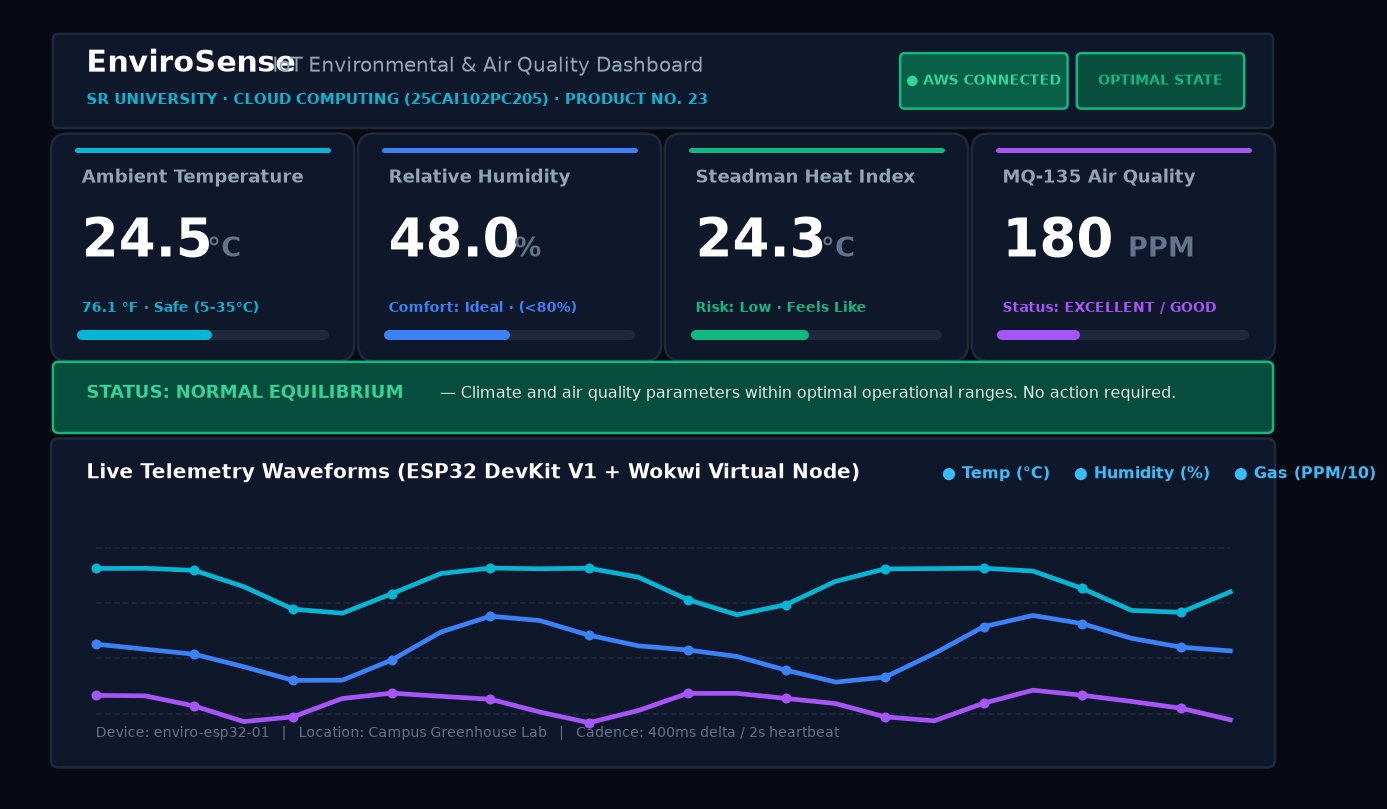 EnviroSense IoT Environmental & Air Quality Dashboard
SR UNIVERSITY · CLOUD COMPUTING (25CAI102PC205) · PRODUCT NO. 23
● AWS CONNECTED
OPTIMAL STATE
Ambient Temperature
24.5°C
76.1 °F · Safe (5-35°C)
Relative Humidity
48.0%
Comfort: Ideal · (<80%)
Steadman Heat Index
24.3°C
Risk: Low · Feels Like
MQ-135 Air Quality
180 PPM
Status: EXCELLENT / GOOD
STATUS: NORMAL EQUILIBRIUM — Climate and air quality parameters within optimal operational ranges. No action required.
Live Telemetry Waveforms (ESP32 DevKit V1 + Wokwi Virtual Node)
● Temp (°C) ● Humidity (%) ● Gas (PPM/10)
Device: enviro-esp32-01 | Location: Campus Greenhouse Lab | Cadence: 400ms delta / 2s heartbeat